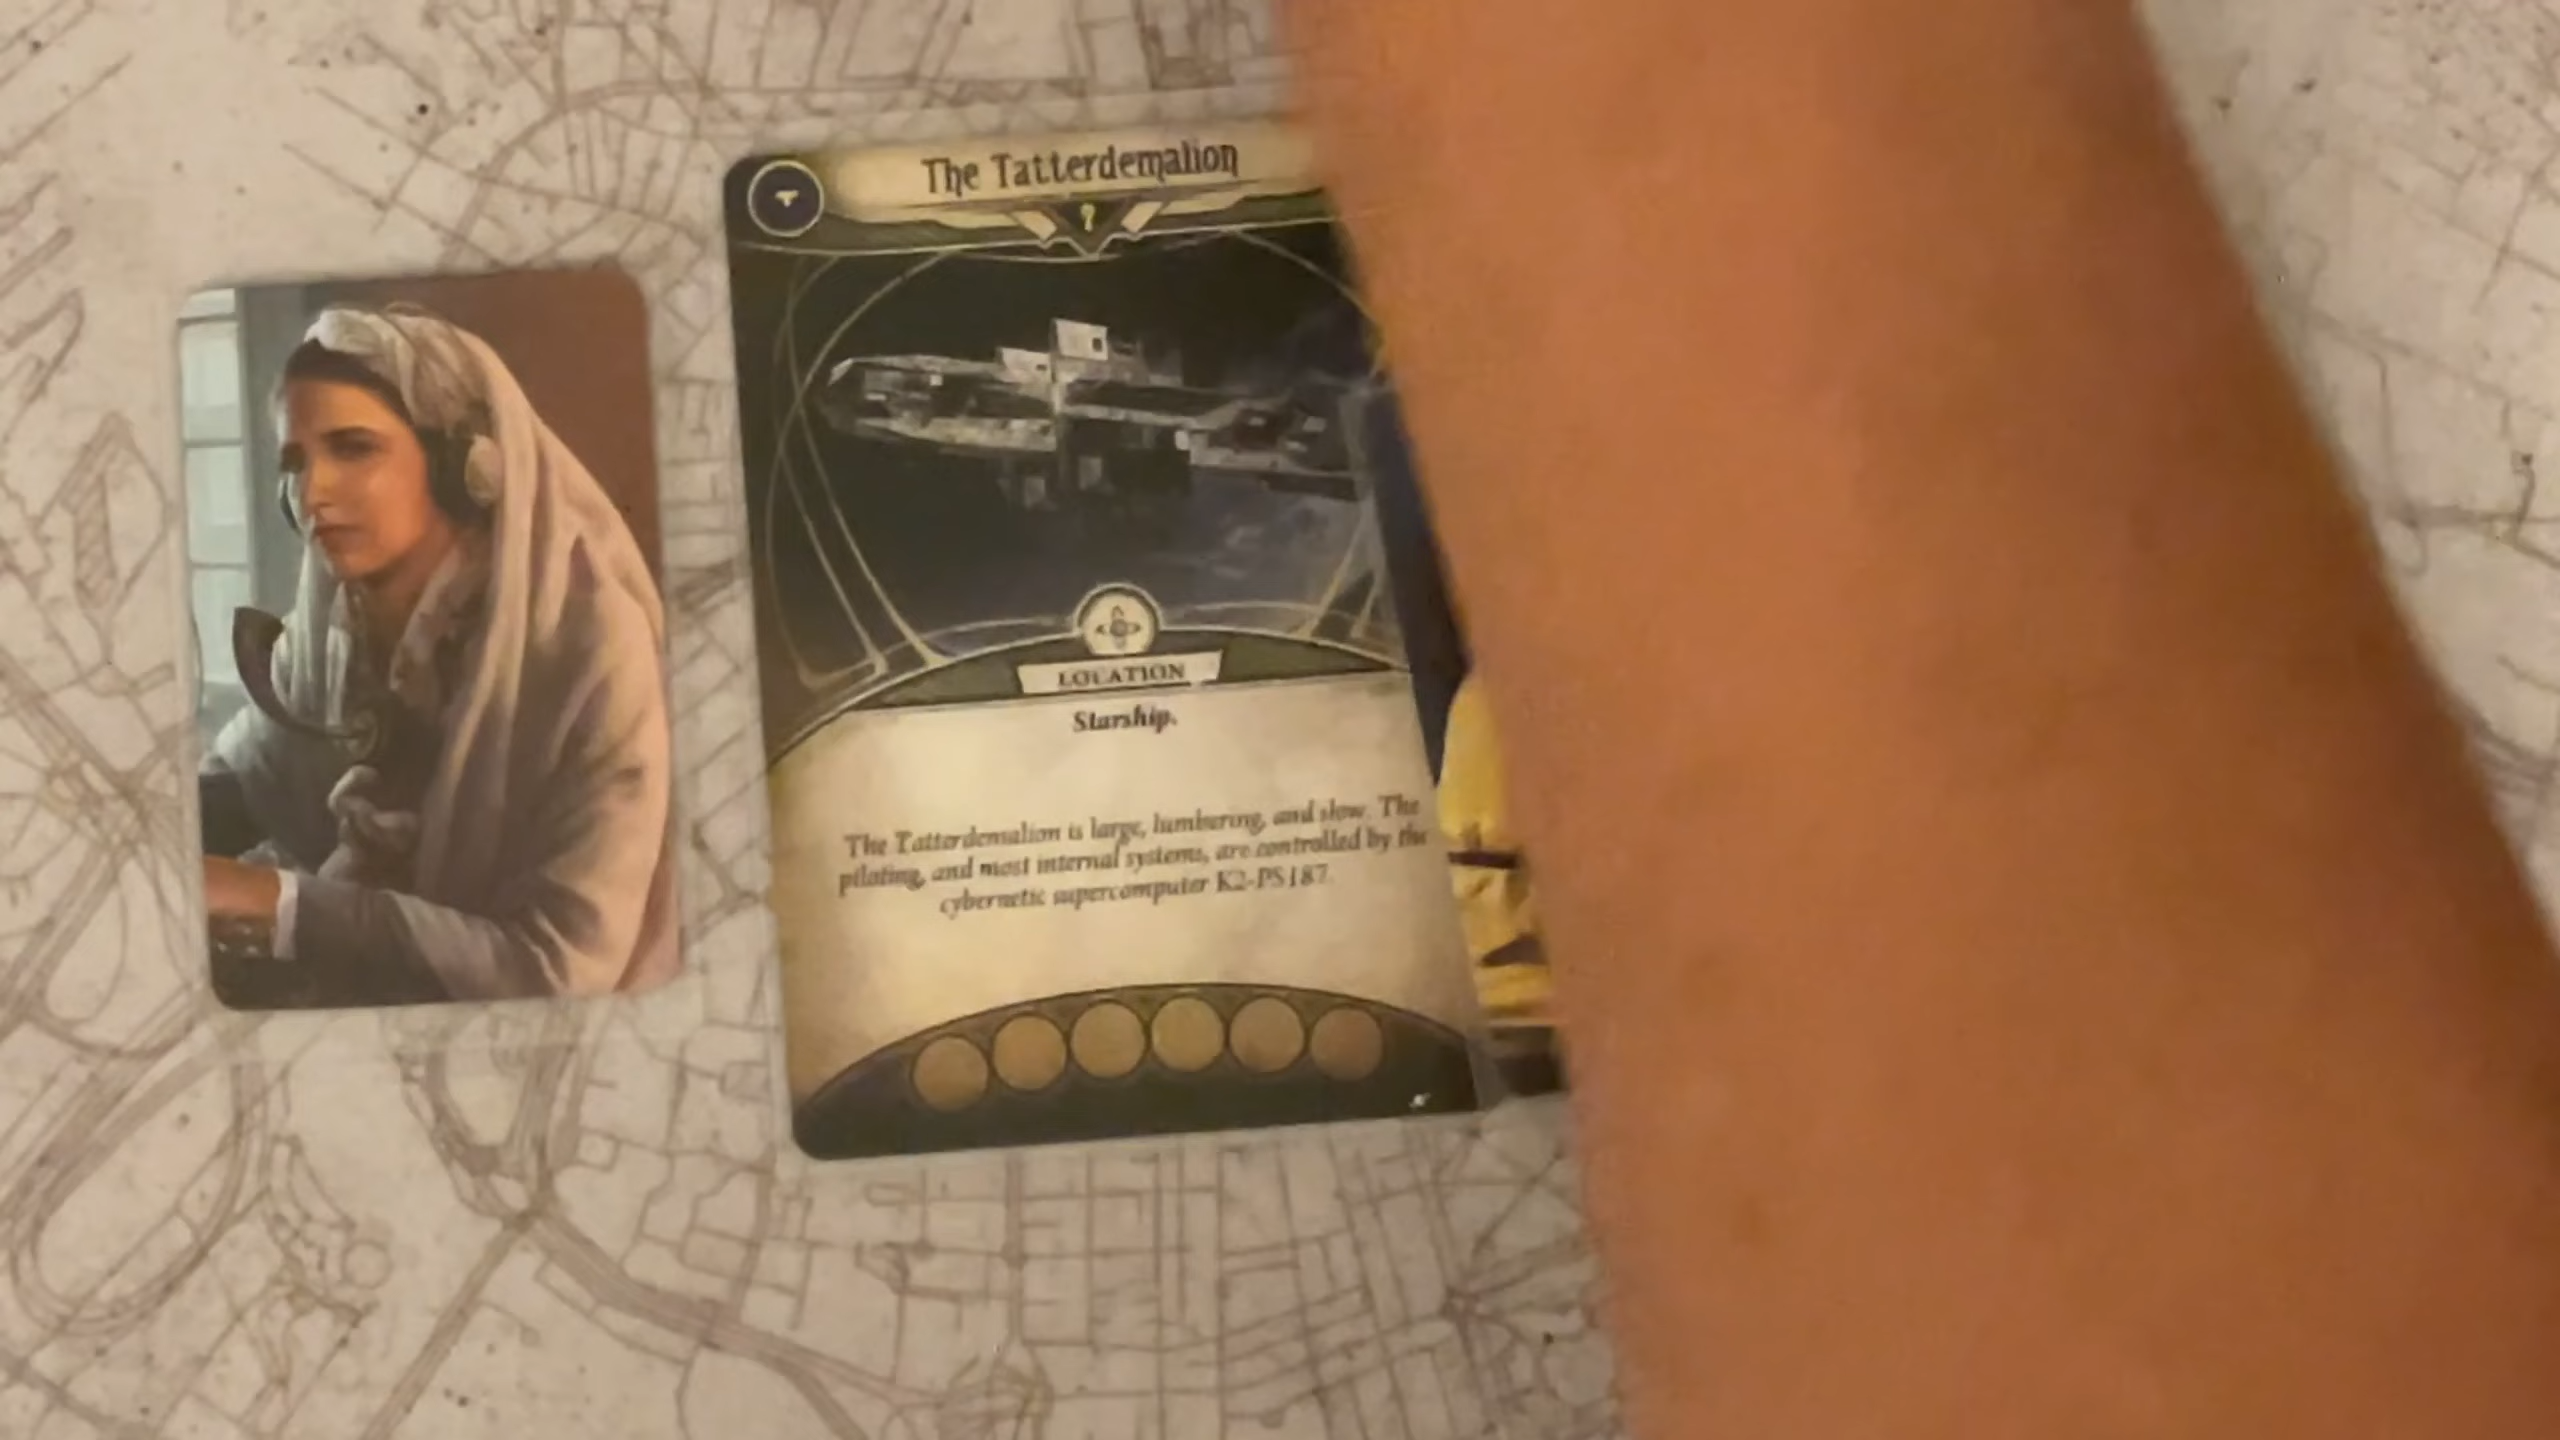 The Tatterdemalion
?
LOCATION
Starship.
The Tatterdemalion is large, lumbering, and slow. The
piloting, and most internal systems, are controlled by the
cybernetic supercomputer K2-PS187.